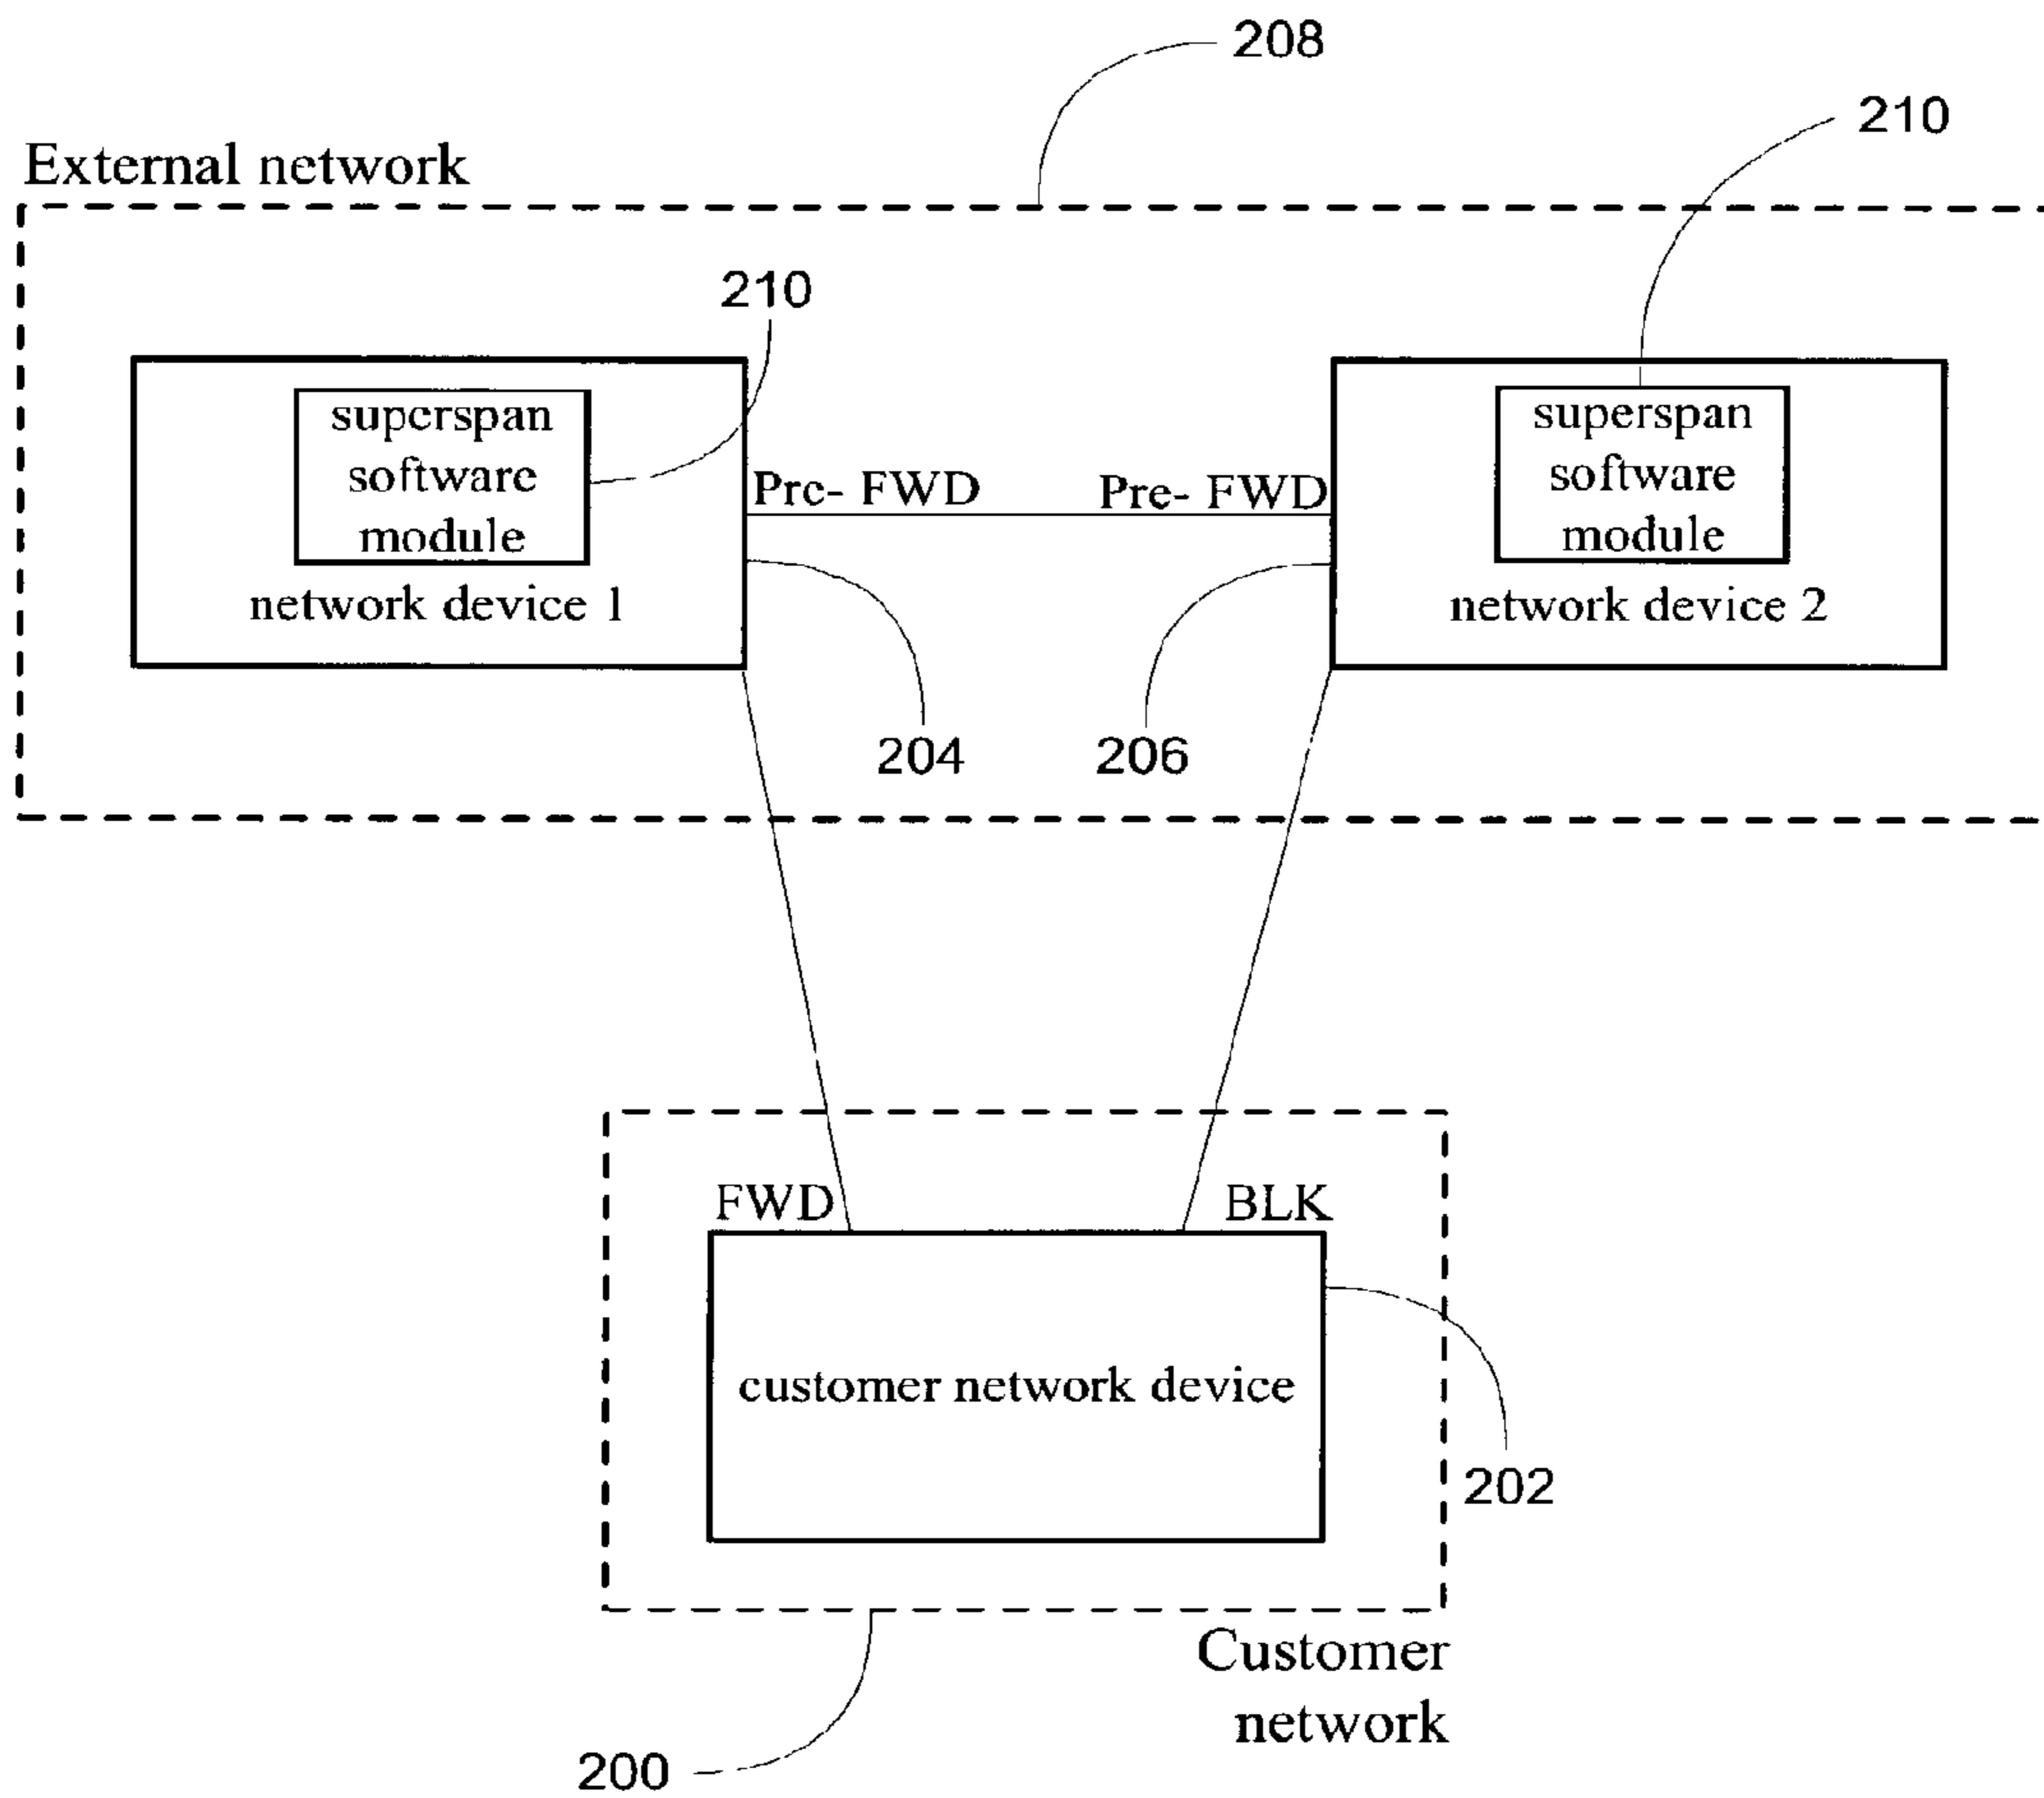 208
210
External network
210
superspan
software
module
network device 1
Pre- FWD
Pre- FWD
superspan
software
module
network device 2
204
206
FWD
BLK
customer network device
202
Customer
network
200